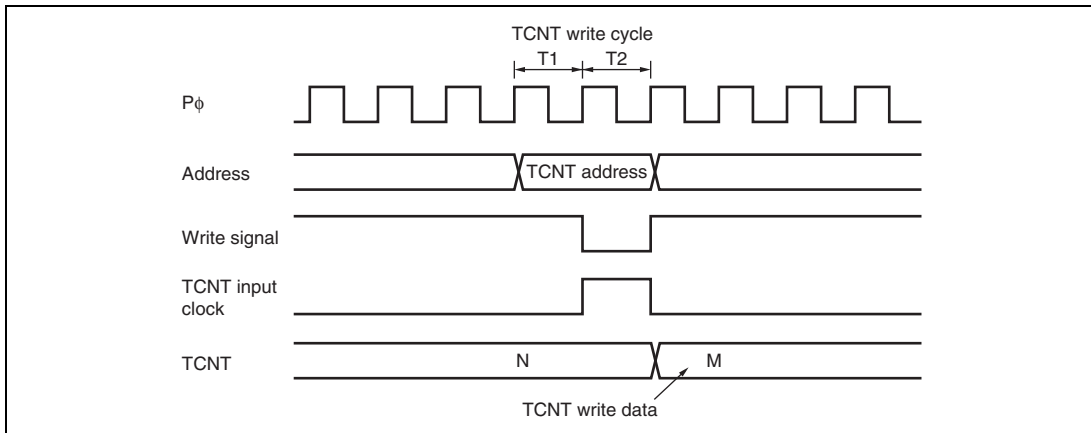 TCNT write cycle
T1 T2
Pϕ
Address
TCNT address
Write signal
TCNT input
clock
TCNT
N
M
TCNT write data